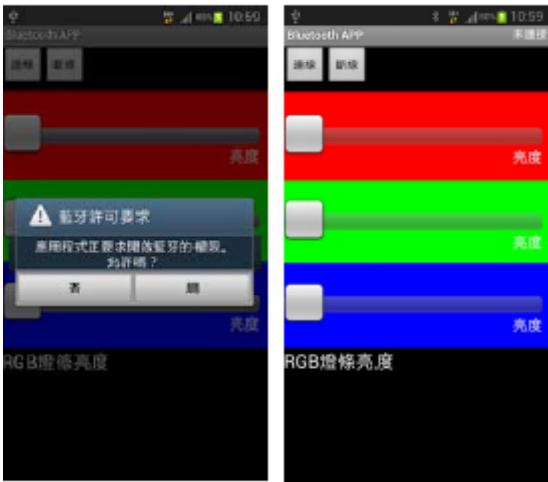 10:59
Bluetooth APP
連線 斷線
亮度
藍牙許可要求
應用程式正要求開啟藍牙的權限。
允許嗎？
否 是
亮度
RGB燈條亮度
10:59
Bluetooth APP 未連接
連線 斷線
亮度
亮度
亮度
RGB燈條亮度